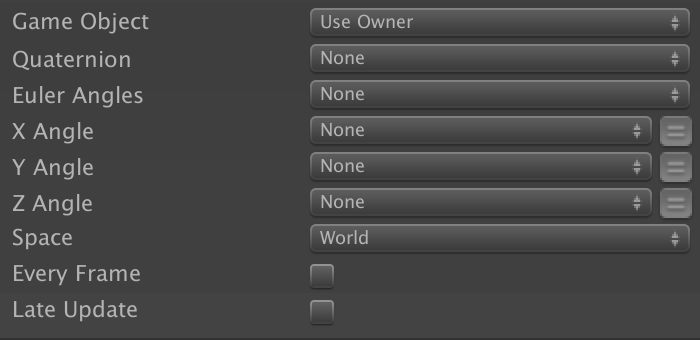 Game Object Use Owner
Quaternion None
Euler Angles None
X Angle None
Y Angle None
Z Angle None
Space World
Every Frame
Late Update